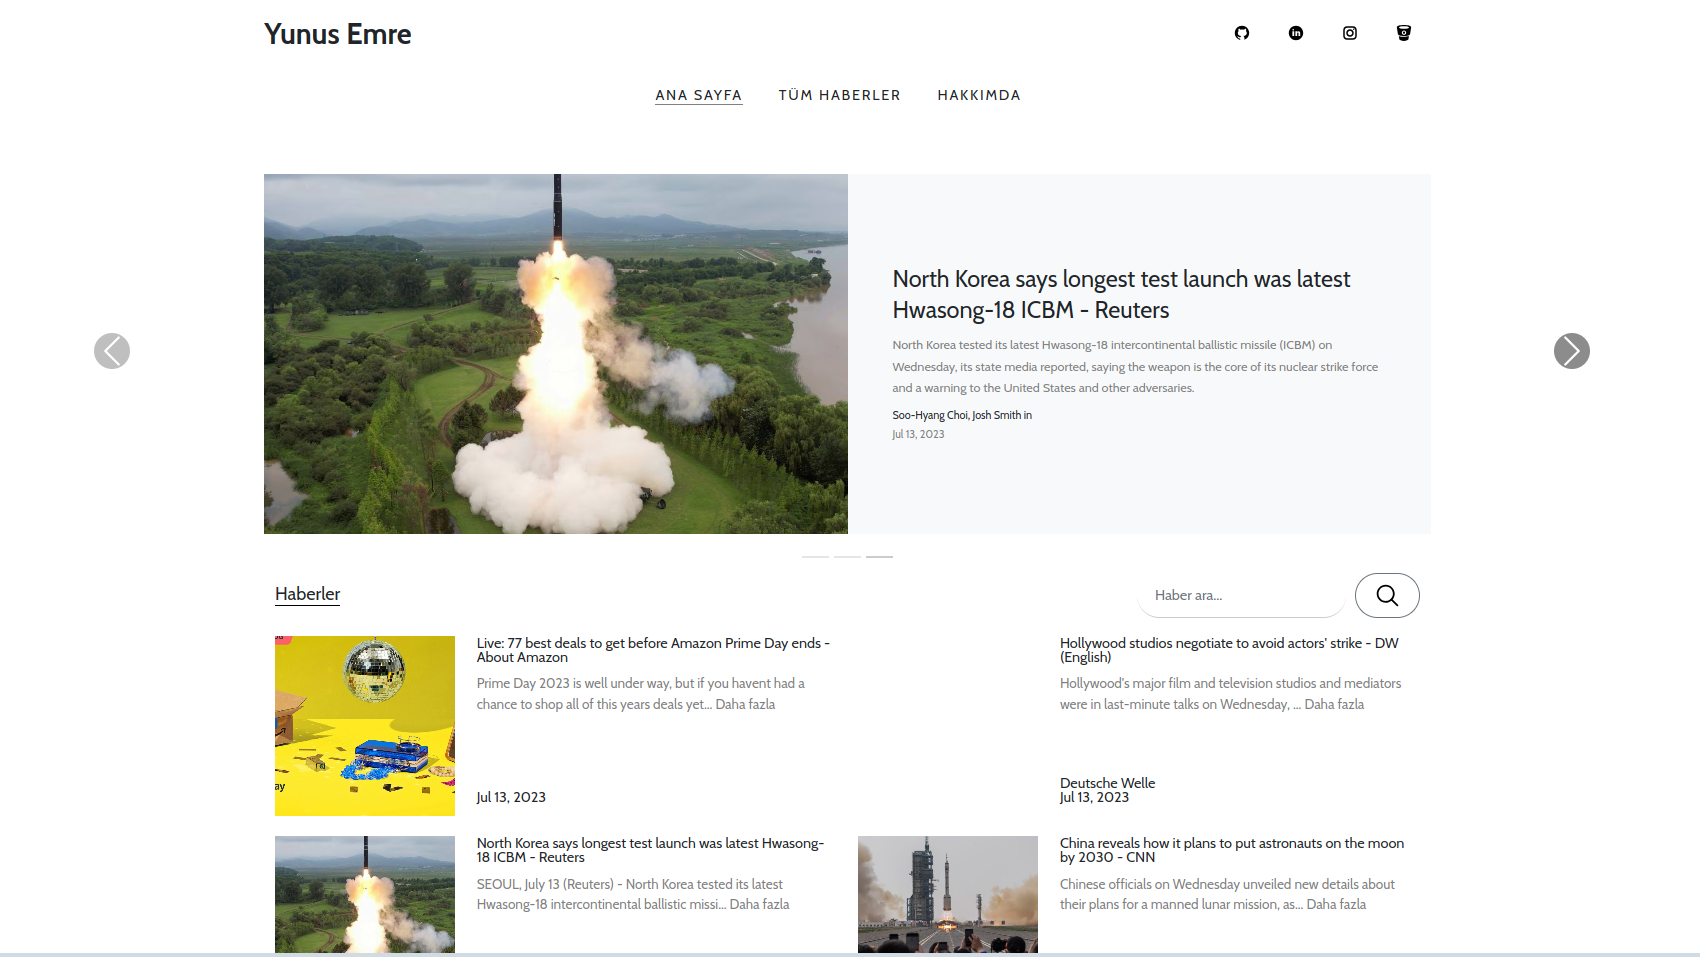 Yunus Emre
ANA SAYFA
TÜM HABERLER
HAKKIMDA
North Korea says longest test launch was latest
Hwasong-18 ICBM - Reuters
North Korea tested its latest Hwasong-18 intercontinental ballistic missile (ICBM) on
Wednesday, its state media reported, saying the weapon is the core of its nuclear strike force
and a warning to the United States and other adversaries.
Soo-Hyang Choi, Josh Smith in
Jul 13, 2023
Haberler
Haber ara...
Live: 77 best deals to get before Amazon Prime Day ends -
About Amazon
Prime Day 2023 is well under way, but if you havent had a
chance to shop all of this years deals yet... Daha fazla
Jul 13, 2023
Hollywood studios negotiate to avoid actors' strike - DW
(English)
Hollywood's major film and television studios and mediators
were in last-minute talks on Wednesday, ... Daha fazla
Deutsche Welle
Jul 13, 2023
North Korea says longest test launch was latest Hwasong-
18 ICBM - Reuters
SEOUL, July 13 (Reuters) - North Korea tested its latest
Hwasong-18 intercontinental ballistic missi... Daha fazla
China reveals how it plans to put astronauts on the moon
by 2030 - CNN
Chinese officials on Wednesday unveiled new details about
their plans for a manned lunar mission, as... Daha fazla